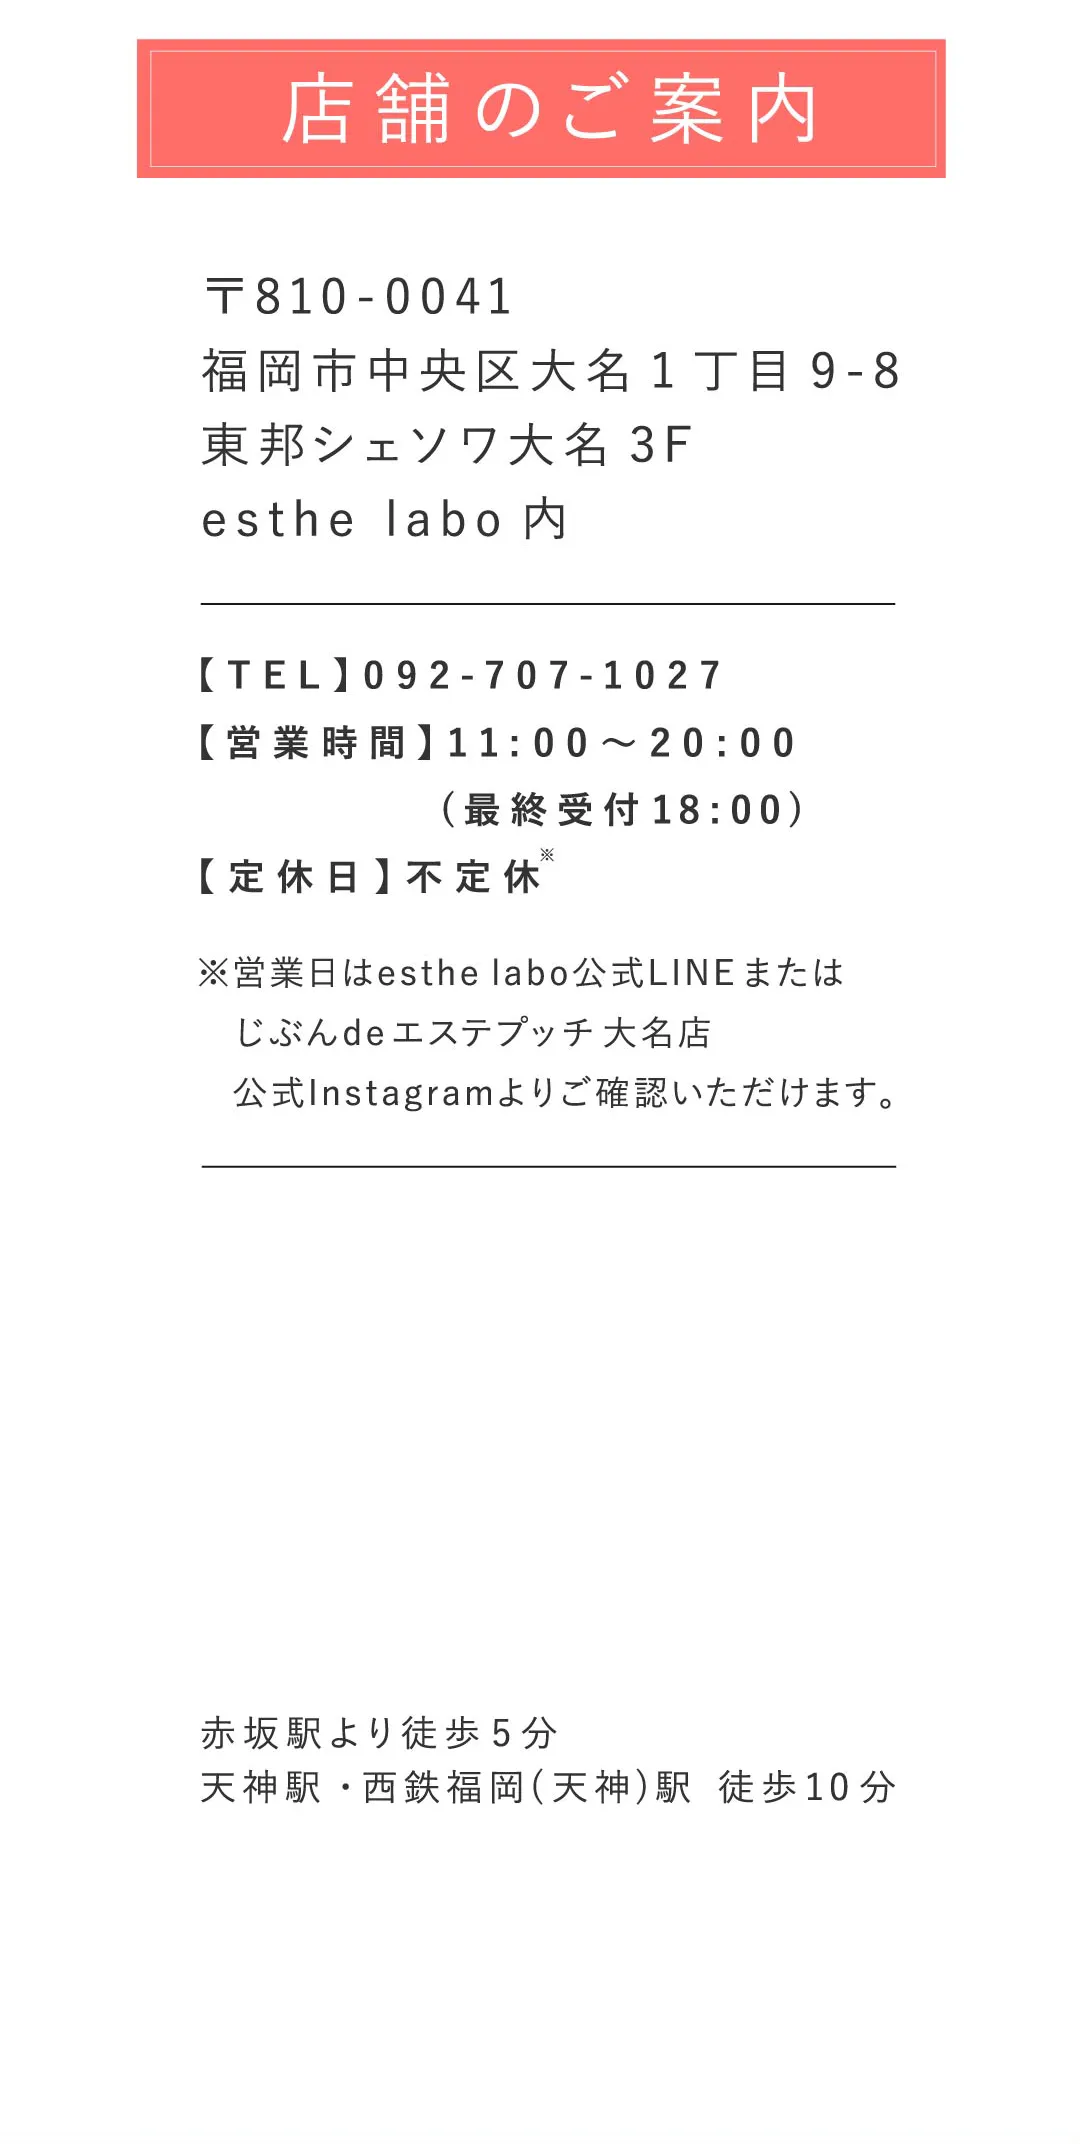 店舗のご案内
〒810-0041
福岡市中央区大名1丁目9-8
東邦シェソワ大名3F
esthe labo内
【TEL】092-707-1027
【営業時間】11:00〜20:00
(最終受付18:00)
【定休日】不定休※
※営業日はesthe labo公式LINEまたは
じぶんdeエステプッチ大名店
公式Instagramよりご確認いただけます。
赤坂駅より徒歩5分
天神駅・西鉄福岡(天神)駅 徒歩10分